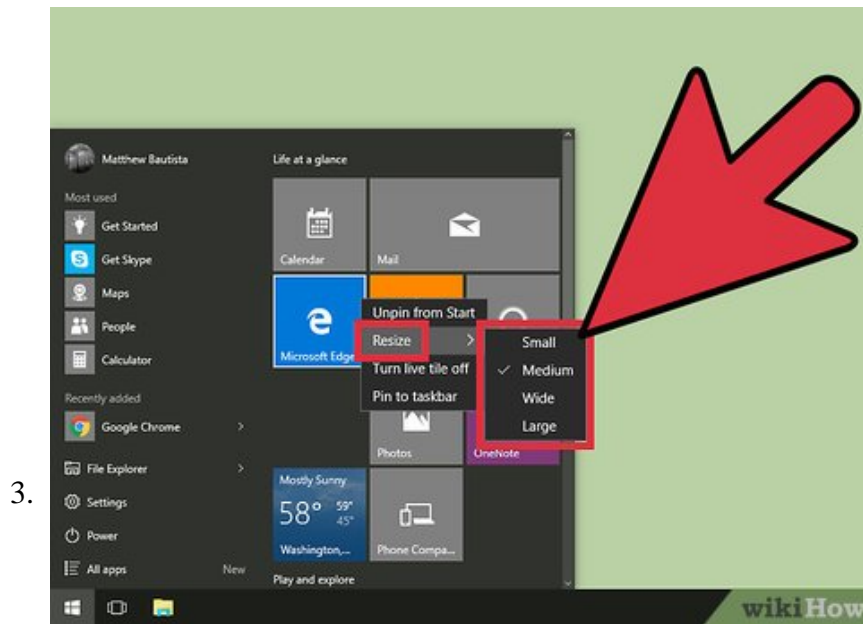 Matthew Bautista
Life at a glance
Most used
Get Started
Get Skype
Maps
People
Calculator
Recently added
Google Chrome
File Explorer
Settings
Power
All apps
New
Calendar
Mail
Microsoft Edge
Unpin from Start
Resize
Turn live tile off
Pin to taskbar
Small
Medium
Wide
Large
Photos
OneNote
Mostly Sunny
58° 59°
45°
Washington,...
Phone Compa...
Play and explore
3.
wikiHow